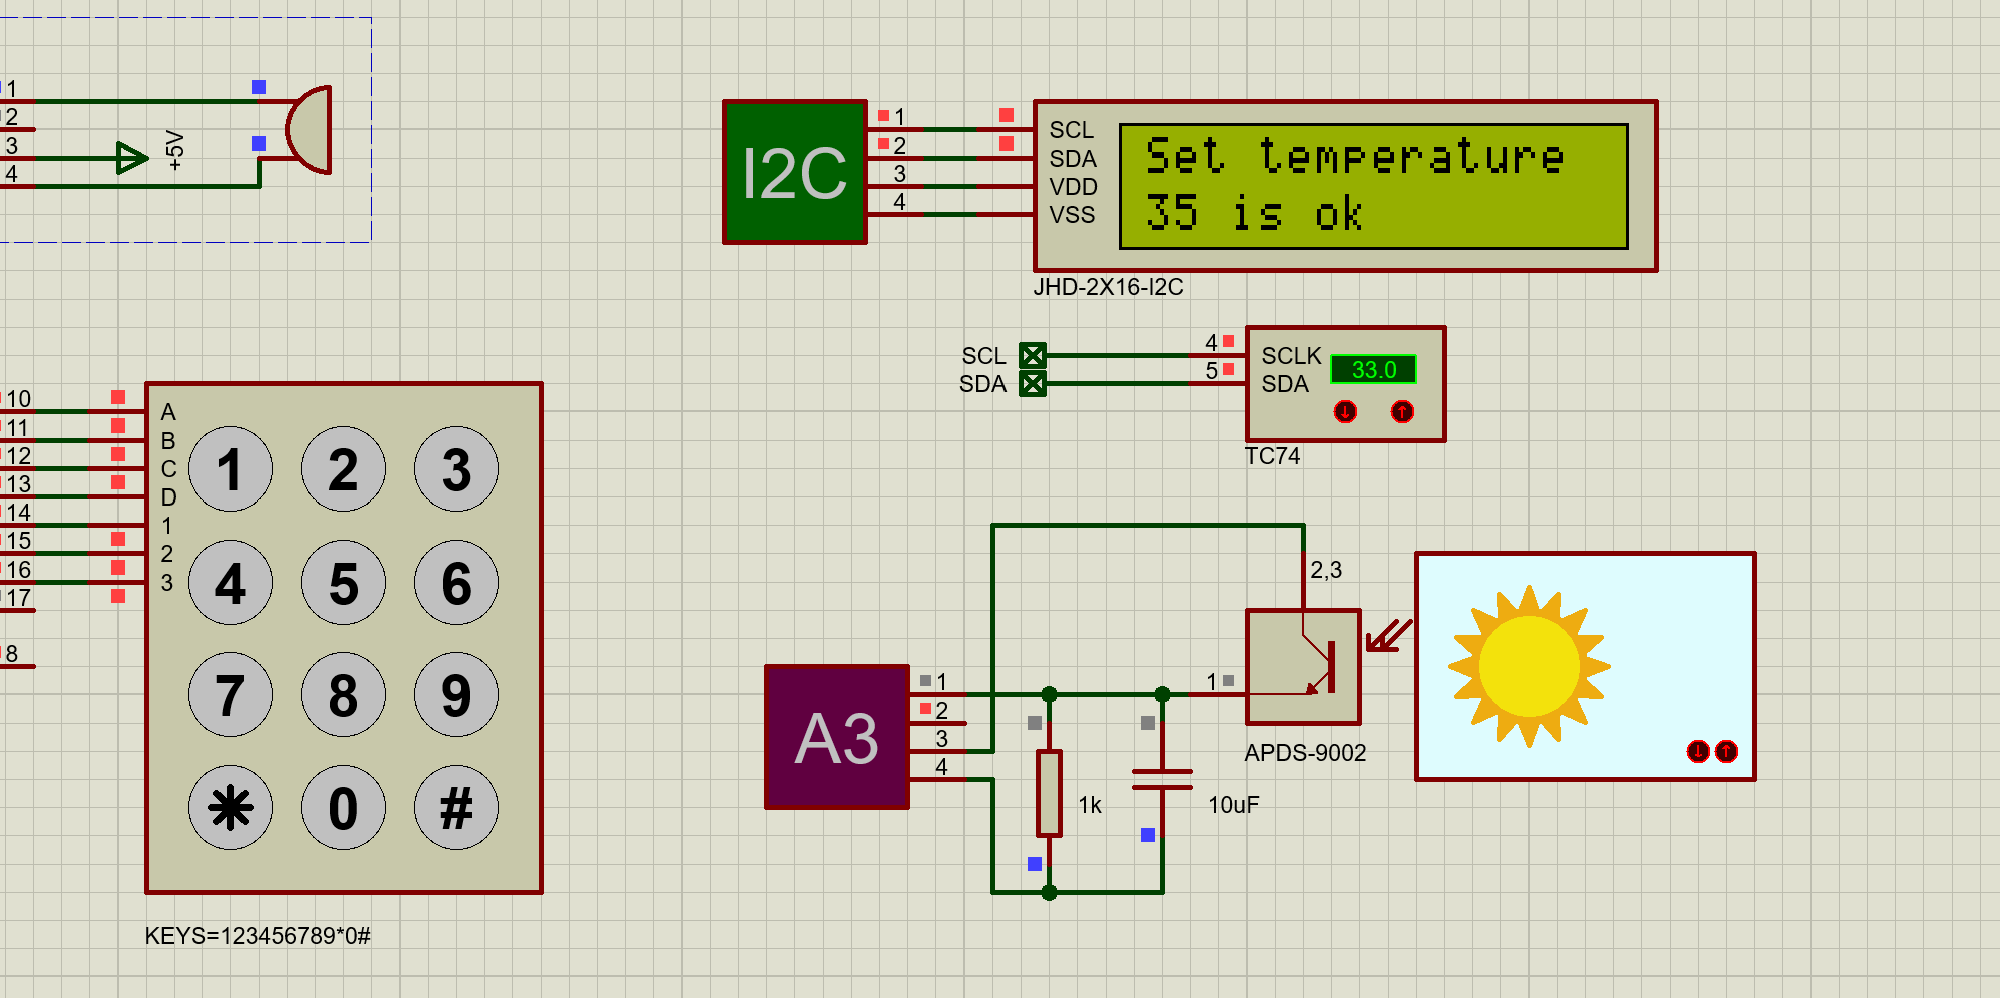 1
2
3
4
+5V
I2C
1
2
3
4
SCL
SDA
VDD
VSS
Set temperature
35 is ok
JHD-2X16-I2C
SCL
SDA
4
5
SCLK
SDA
33.0
TC74
10
11
12
13
14
15
16
17
8
A
B
C
D
1
2
3
1 2 3
4 5 6
7 8 9
* 0 #
KEYS=123456789*0#
A3
1
2
3
4
2,3
1
APDS-9002
1k
10uF